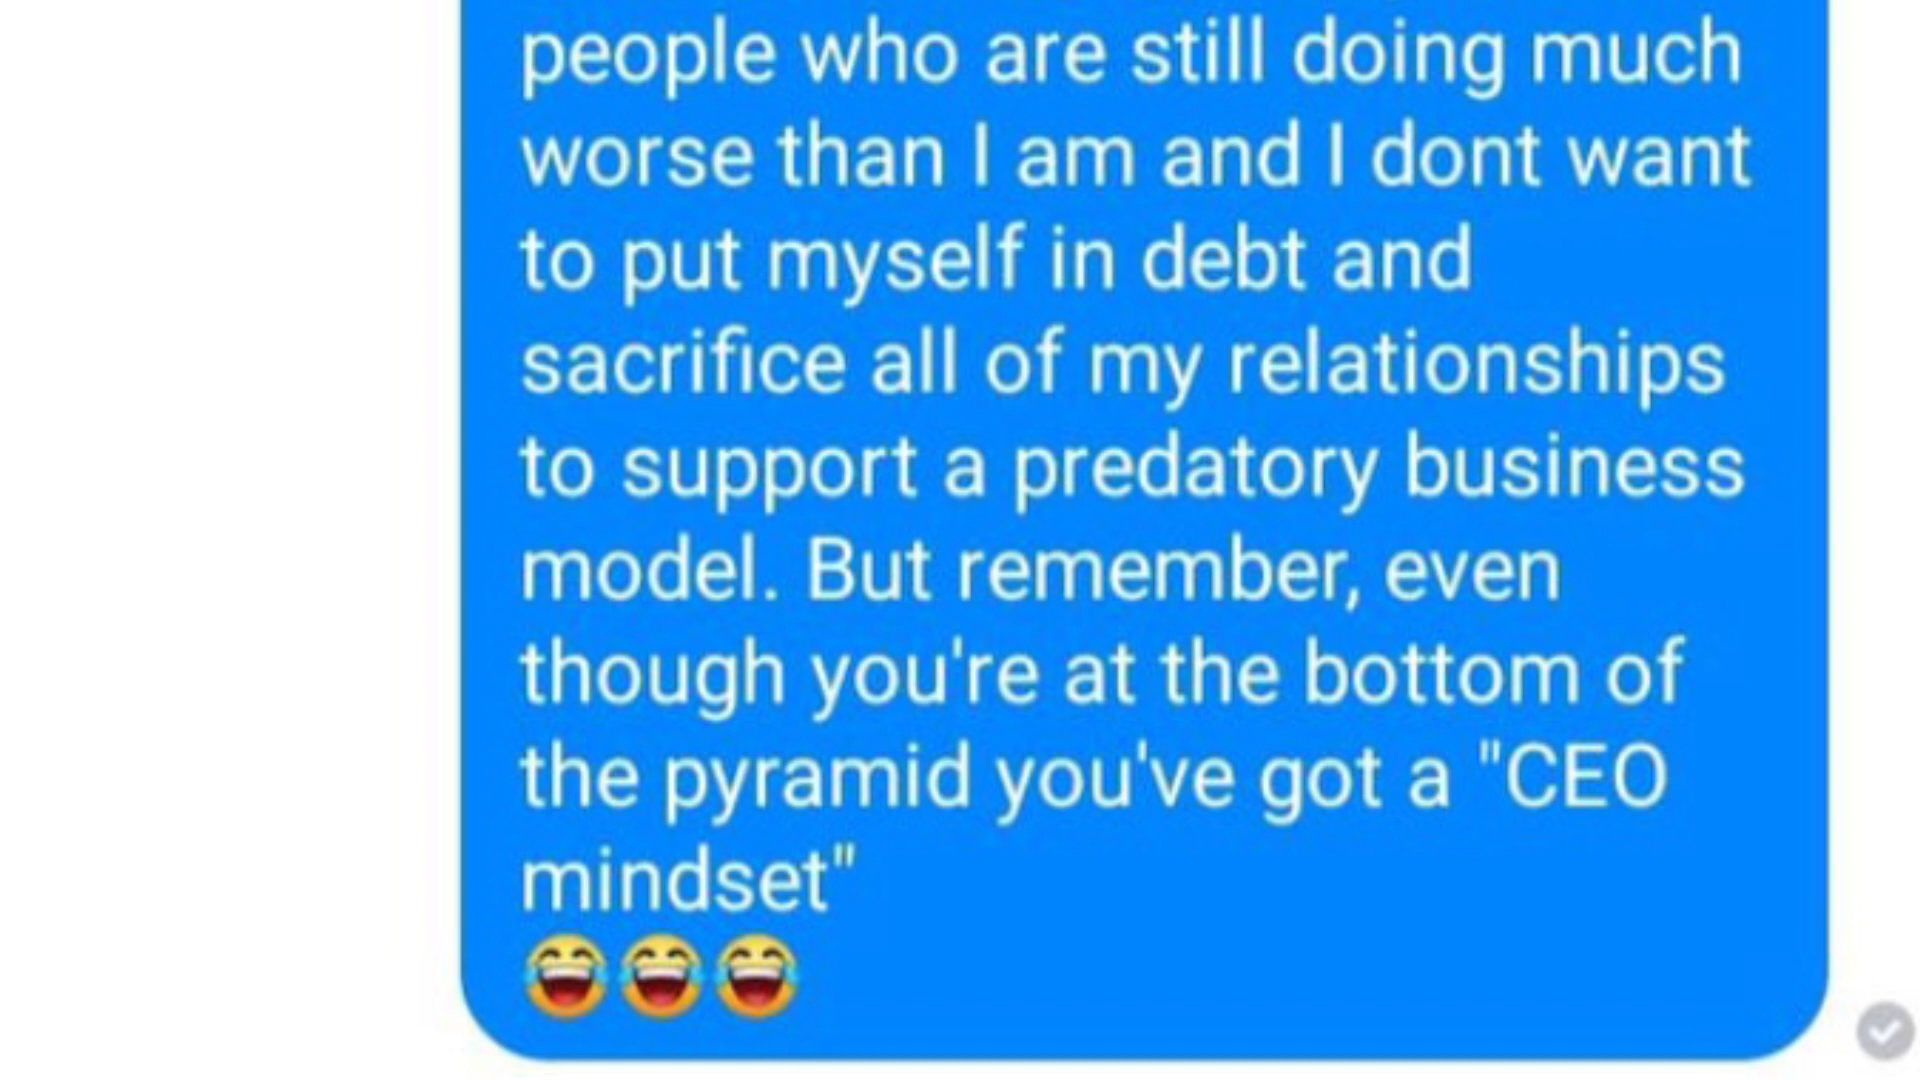 people who are still doing much
worse than I am and I dont want
to put myself in debt and
sacrifice all of my relationships
to support a predatory business
model. But remember, even
though you're at the bottom of
the pyramid you've got a "CEO
mindset"
😂😂😂